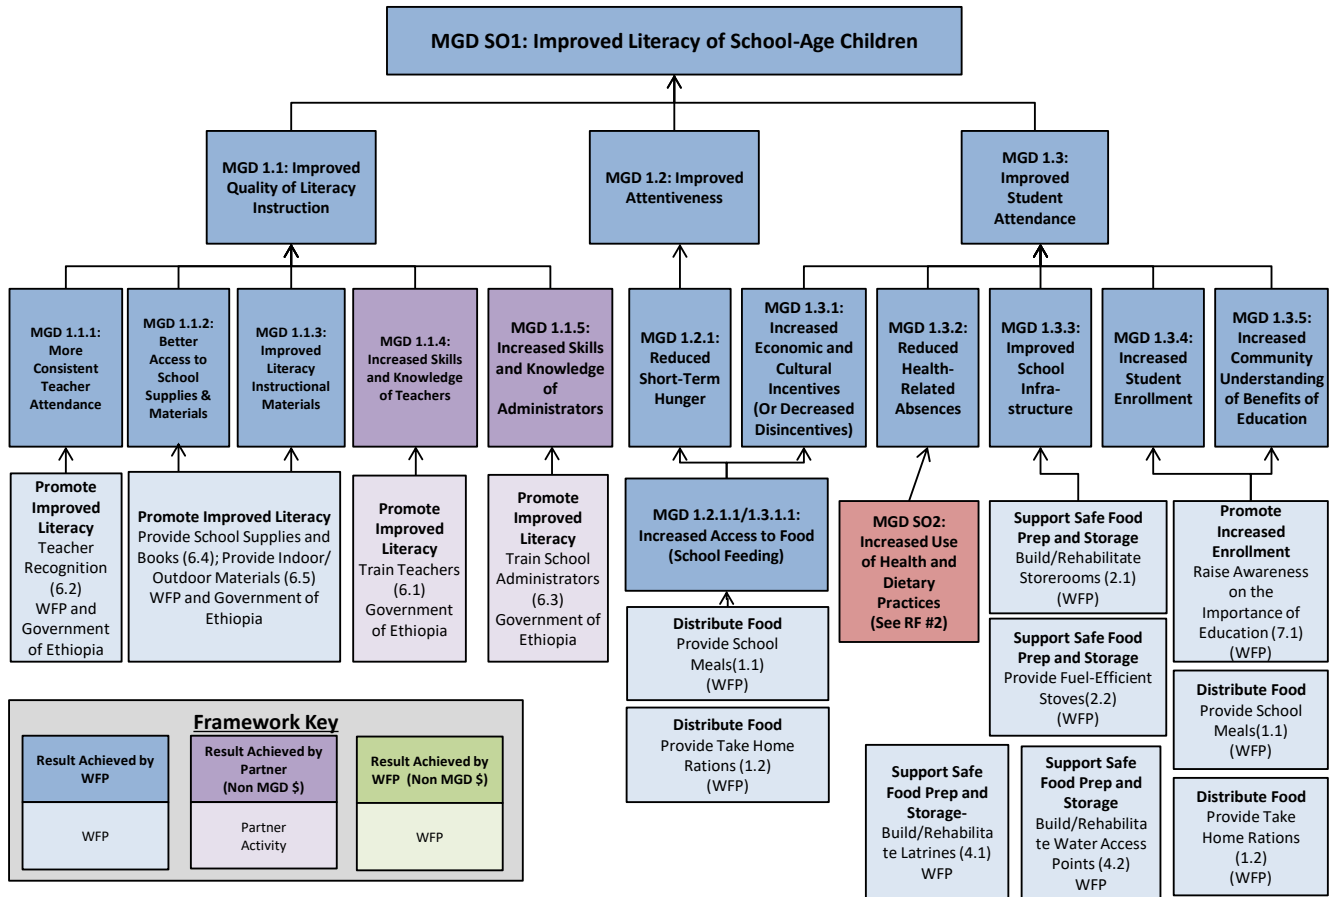 MGD SO1: Improved Literacy of School-Age Children
MGD 1.1: Improved
Quality of Literacy
Instruction
MGD 1.2: Improved
Attentiveness
MGD 1.3:
Improved
Student
Attendance
MGD 1.1.1:
More
Consistent
Teacher
Attendance
MGD 1.1.2:
Better
Access to
School
Supplies &
Materials
MGD 1.1.3:
Improved
Literacy
Instructional
Materials
MGD 1.1.4:
Increased Skills
and Knowledge
of Teachers
MGD 1.1.5:
Increased Skills
and Knowledge
of
Administrators
MGD 1.2.1:
Reduced
Short-Term
Hunger
MGD 1.3.1:
Increased
Economic and
Cultural
Incentives
(Or Decreased
Disincentives)
MGD 1.3.2:
Reduced
Health-
Related
Absences
MGD 1.3.3:
Improved
School
Infra-
structure
MGD 1.3.4:
Increased
Student
Enrollment
MGD 1.3.5:
Increased
Community
Understanding
of Benefits of
Education
Promote
Improved
Literacy
Teacher
Recognition
(6.2)
WFP and
Government
of Ethiopia
Promote Improved Literacy
Provide School Supplies and
Books (6.4); Provide Indoor/
Outdoor Materials (6.5)
WFP and Government of
Ethiopia
Promote
Improved
Literacy
Train Teachers
(6.1)
Government
of Ethiopia
Promote
Improved
Literacy
Train School
Administrators
(6.3)
Government of
Ethiopia
MGD 1.2.1.1/1.3.1.1:
Increased Access to Food
(School Feeding)
Distribute Food
Provide School
Meals(1.1)
(WFP)
Distribute Food
Provide Take Home
Rations (1.2)
(WFP)
MGD SO2:
Increased Use
of Health and
Dietary
Practices
(See RF #2)
Support Safe Food
Prep and Storage
Build/Rehabilitate
Storerooms (2.1)
(WFP)
Support Safe Food
Prep and Storage
Provide Fuel-Efficient
Stoves(2.2)
(WFP)
Promote
Increased
Enrollment
Raise Awareness
on the
Importance of
Education (7.1)
(WFP)
Distribute Food
Provide School
Meals(1.1)
(WFP)
Distribute Food
Provide Take
Home Rations
(1.2)
(WFP)
Support Safe
Food Prep and
Storage-
Build/Rehabilita
te Latrines (4.1)
WFP
Support Safe
Food Prep and
Storage
Build/Rehabilita
te Water Access
Points (4.2)
WFP
Framework Key
Result Achieved by
WFP
Result Achieved by
Partner
(Non MGD $)
Result Achieved by
WFP (Non MGD $)
WFP
Partner
Activity
WFP